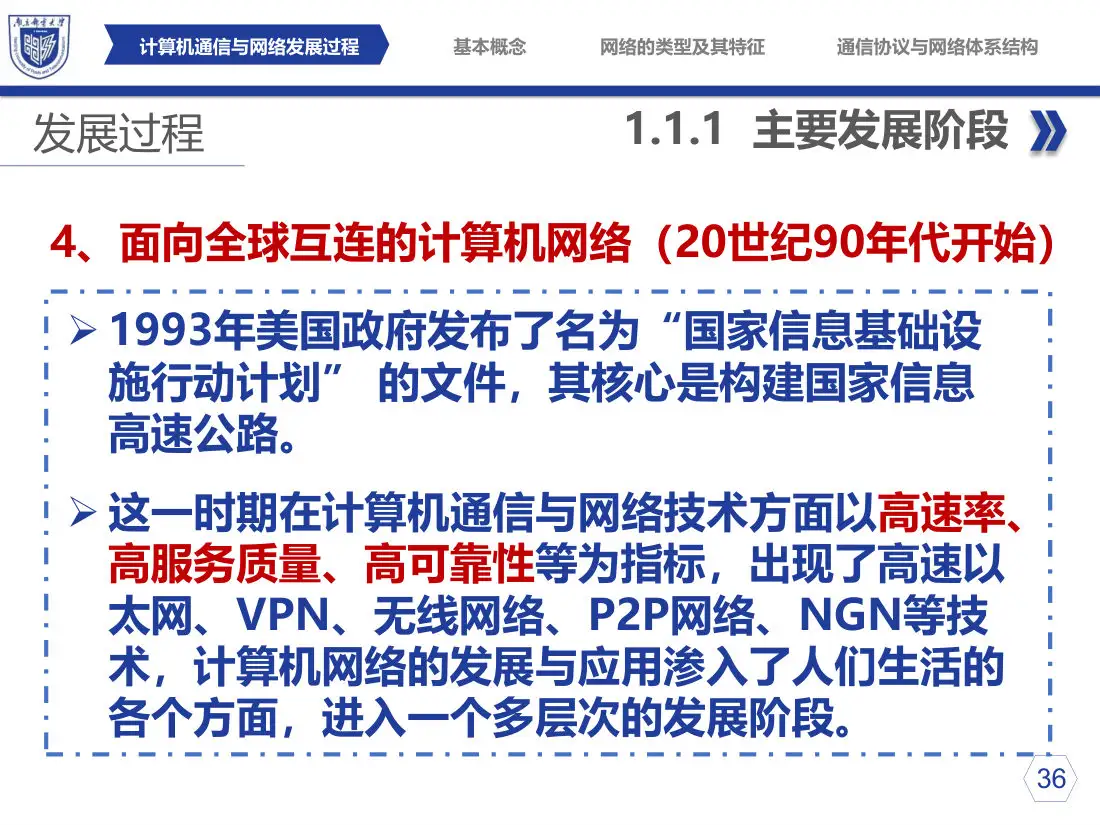 南京邮电大学
计算机通信与网络发展过程
基本概念
网络的类型及其特征
通信协议与网络体系结构
发展过程
1.1.1 主要发展阶段
4、面向全球互连的计算机网络（20世纪90年代开始）
1993年美国政府发布了名为“国家信息基础设
施行动计划” 的文件，其核心是构建国家信息
高速公路。
这一时期在计算机通信与网络技术方面以高速率、
高服务质量、高可靠性等为指标，出现了高速以
太网、VPN、无线网络、P2P网络、NGN等技
术，计算机网络的发展与应用渗入了人们生活的
各个方面，进入一个多层次的发展阶段。
36